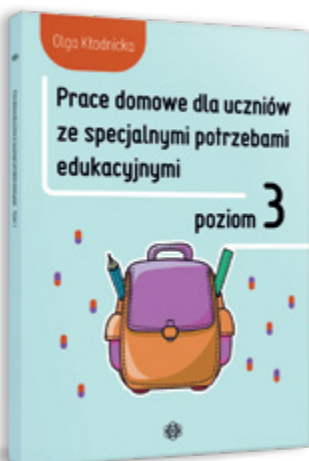 Olga Kłodnicka
Prace domowe dla uczniów
ze specjalnymi potrzebami
edukacyjnymi
poziom 3